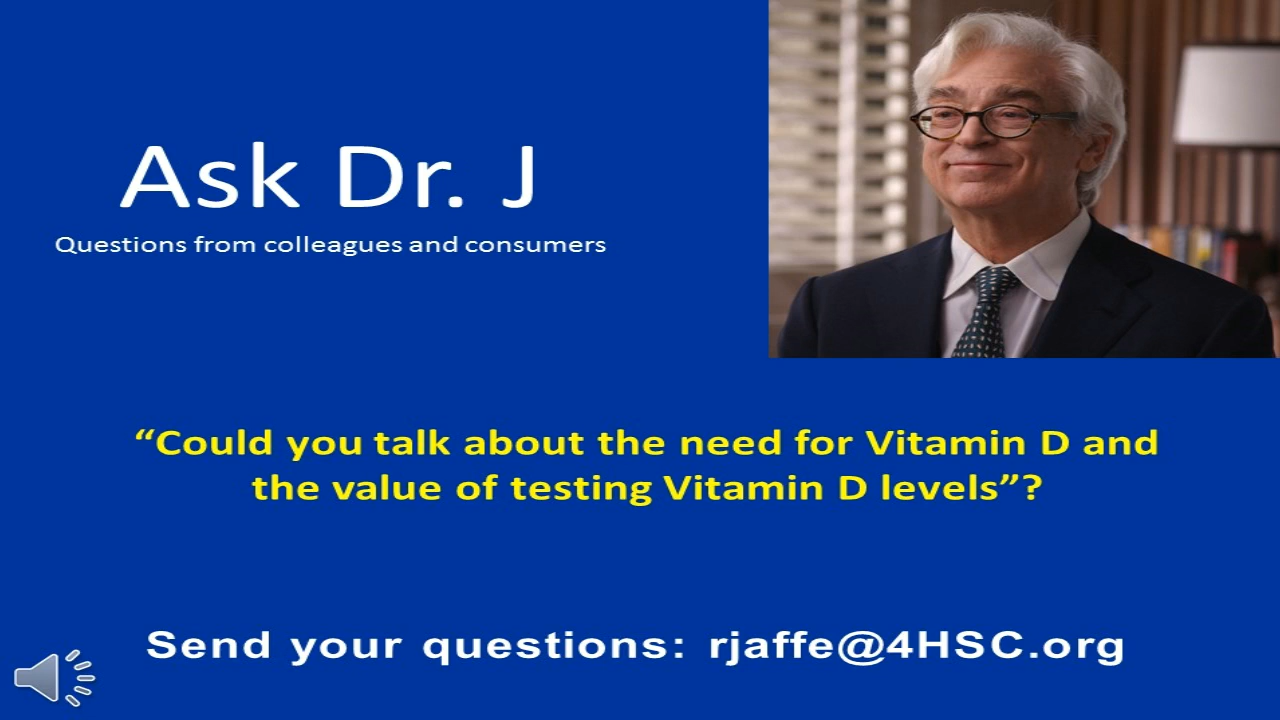 Ask Dr. J
Questions from colleagues and consumers
“Could you talk about the need for Vitamin D and
the value of testing Vitamin D levels”?
Send your questions: rjaffe@4HSC.org